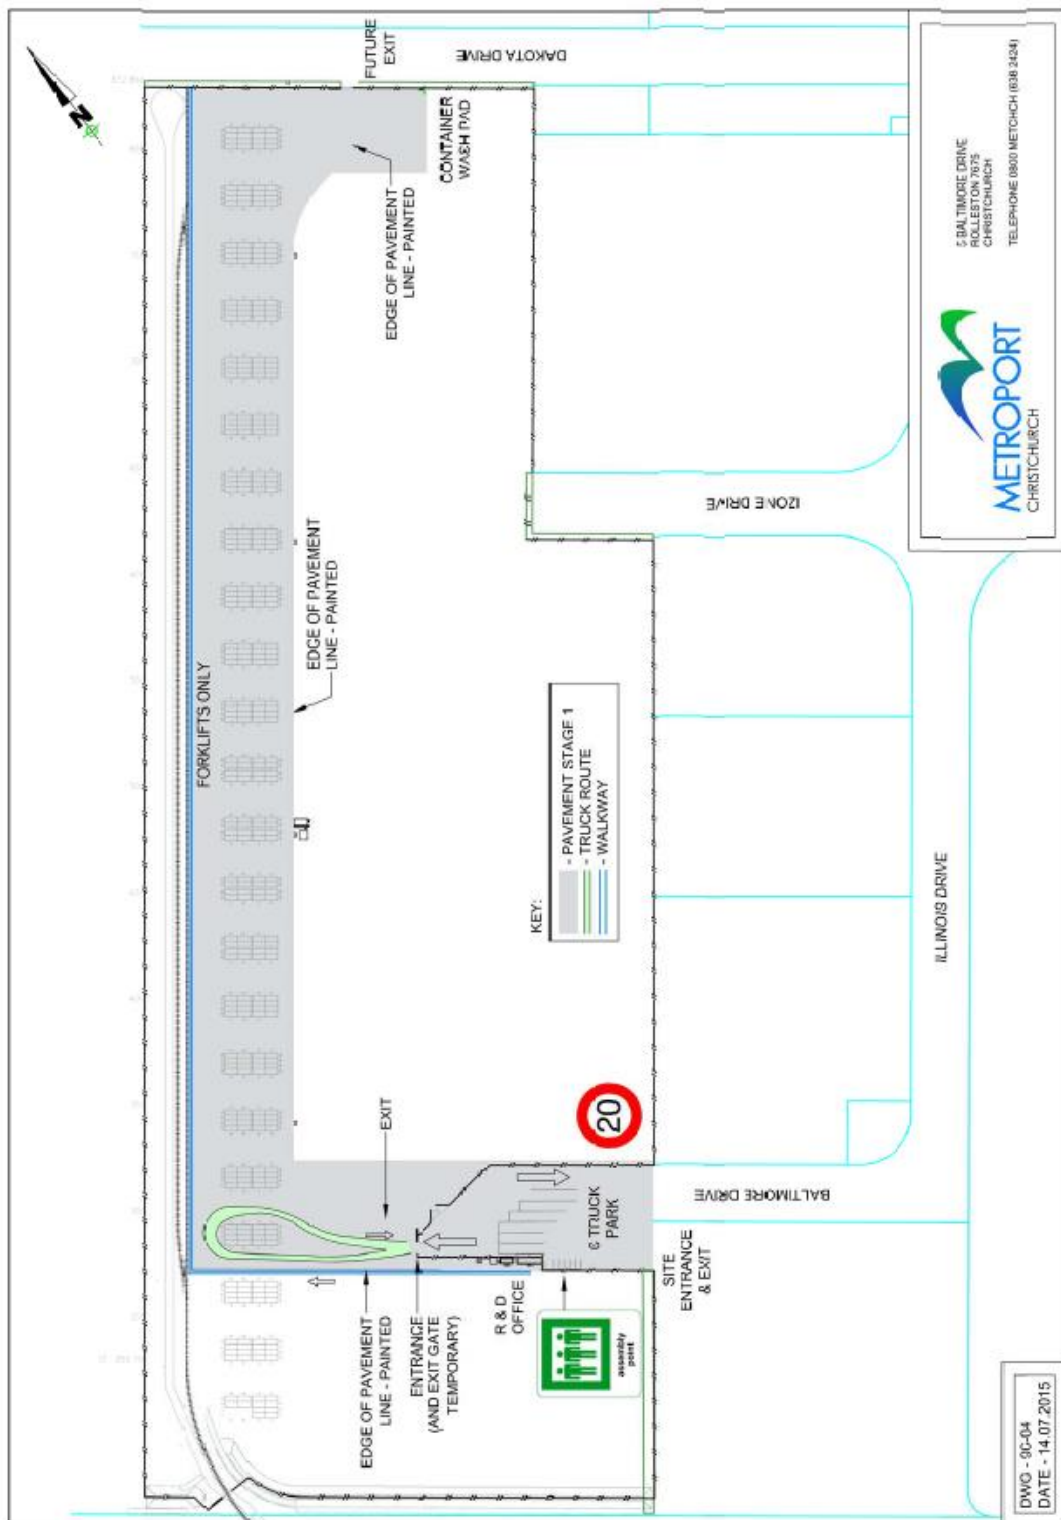 FUTURE
EXIT
DAKOTA DRIVE
CONTAINER
WASH PAD
EDGE OF PAVEMENT
LINE - PAINTED
FORKLIFTS ONLY
EDGE OF PAVEMENT
LINE - PAINTED
IZONE DRIVE
KEY:
- PAVEMENT STAGE 1
- TRUCK ROUTE
- WALKWAY
ILLINOIS DRIVE
20
EXIT
BALTIMORE DRIVE
TRUCK
PARK
SITE
ENTRANCE
& EXIT
R & D
OFFICE
assembly
point
ENTRANCE
(AND EXIT GATE
TEMPORARY)
EDGE OF PAVEMENT
LINE - PAINTED
N
METROPORT
CHRISTCHURCH
BALTIMORE DRIVE
ROLLESTON 7675
CHRISTCHURCH
TELEPHONE 0800 METCHCH (638 2424)
DWG - 9C-04
DATE - 14.07.2015